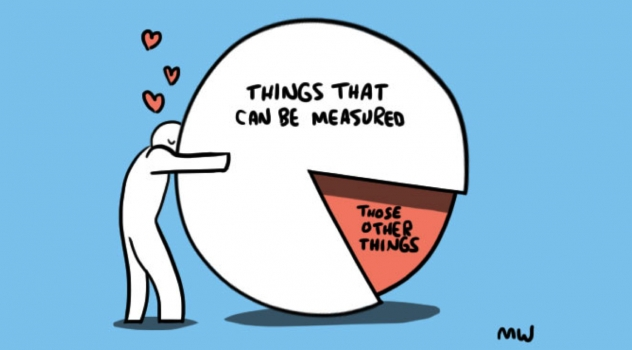 THINGS THAT
CAN BE MEASURED
THOSE
OTHER
THINGS
MW